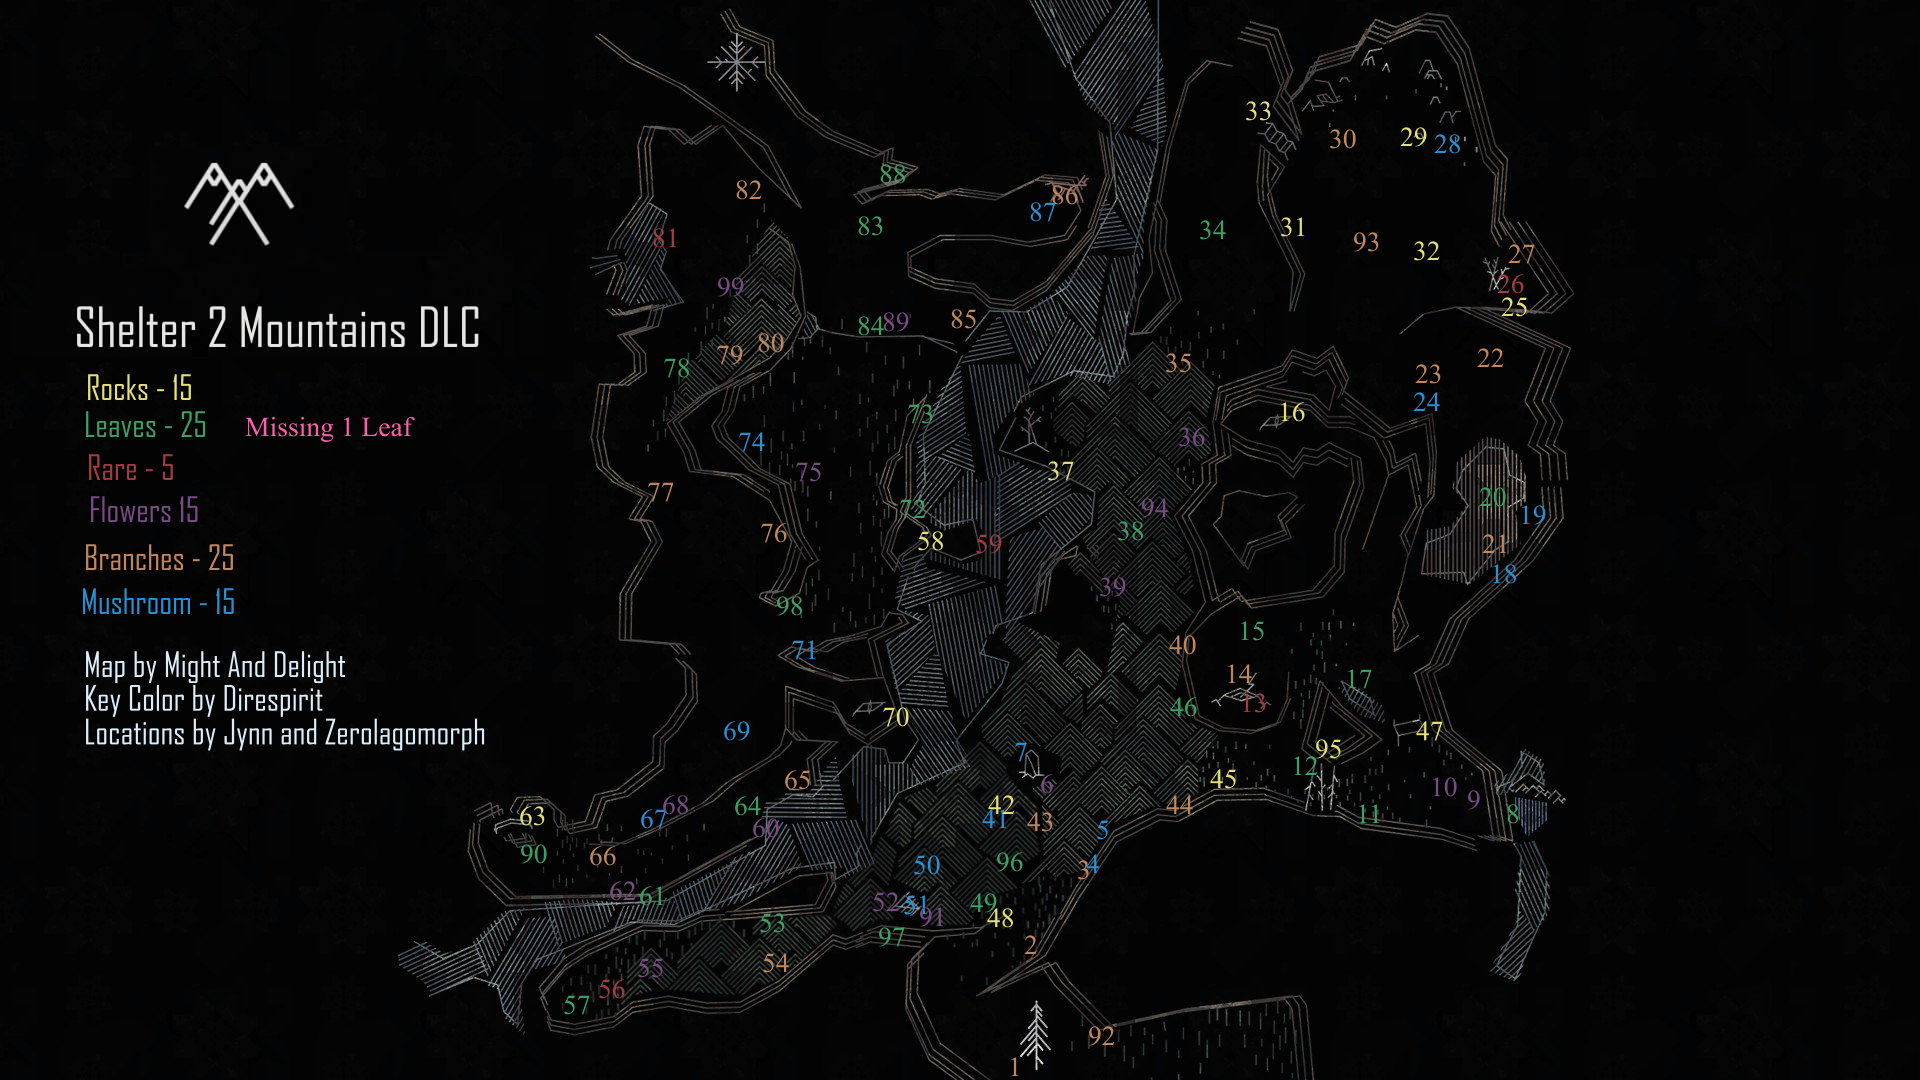 Shelter 2 Mountains DLC
Rocks - 15
Leaves - 25 Missing 1 Leaf
Rare - 5
Flowers 15
Branches - 25
Mushroom - 15
Map by Might And Delight
Key Color by Direspirit
Locations by Jynn and Zerolagomorph
33
30 29 28
88
82 86
87
83 34 31
81 93 32 27
99 26
25
84 89 85
79 80 35 22
78 23
24
73 16
74 36
75 37
77 20
72 94 19
76 58 59 38 21
39 18
98
15
71 40
14 17
46 13
70 47
69 7 95
65 6 45 12 10
63 67 68 64 42 44 9
60 41 43 5 11 8
90 66 50 96 3 4
62 61 52 51 49
53 91 48
97 2
55 54
56
57
92
1